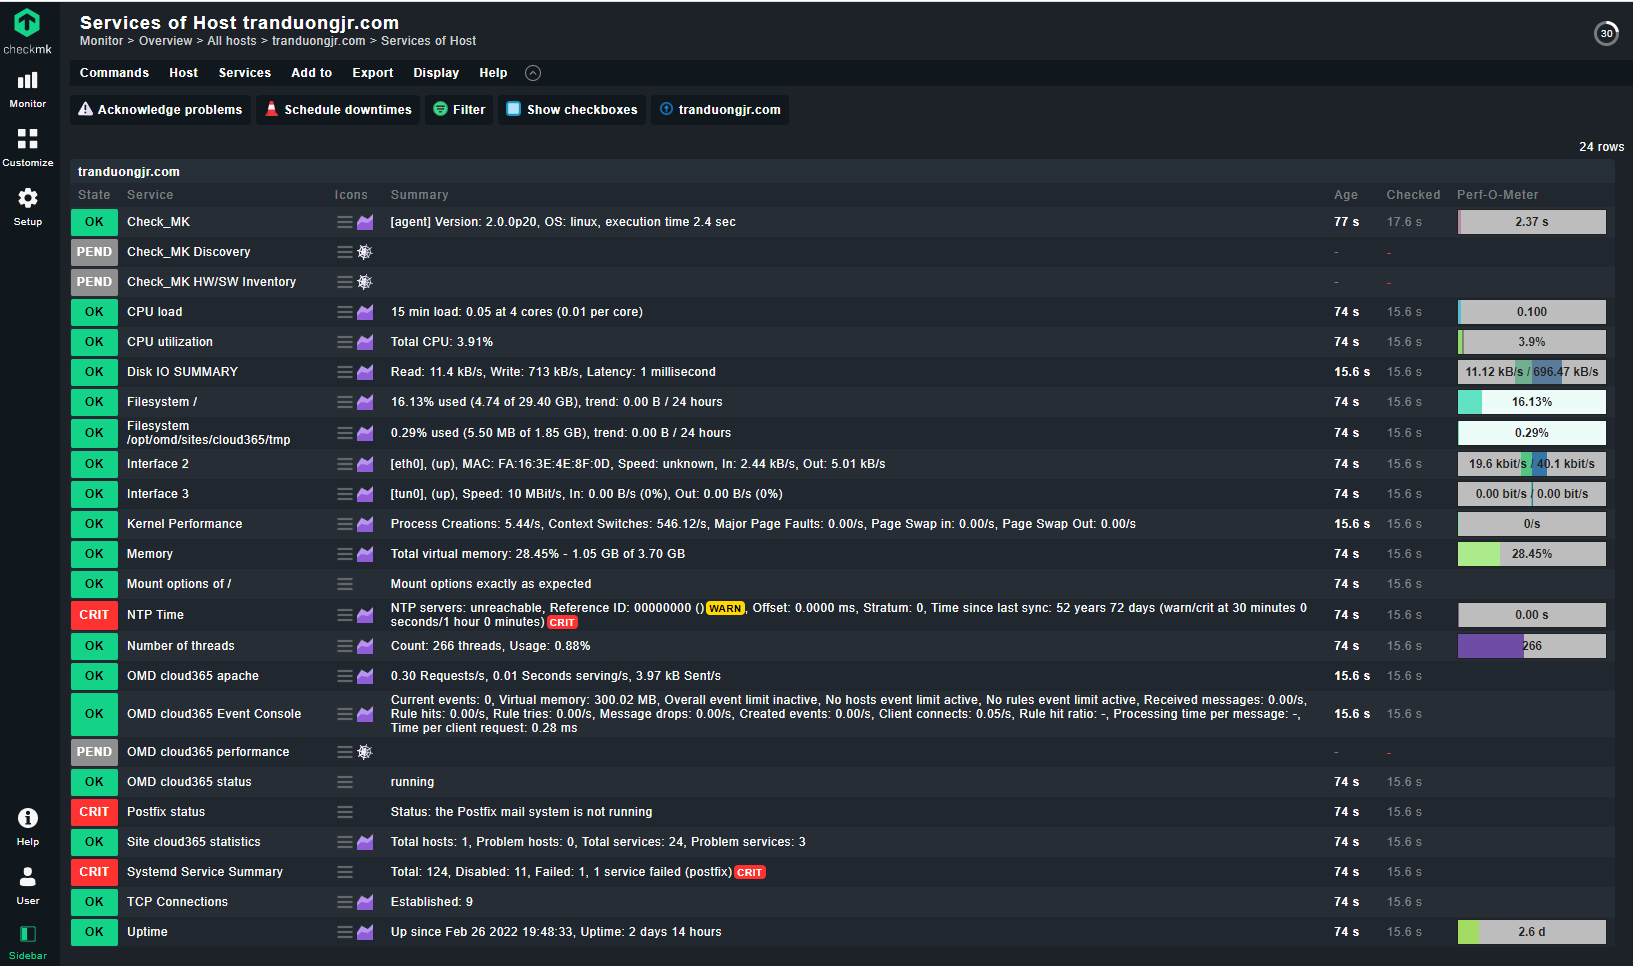 checkmk
Monitor
Customize
Setup
Help
User
Sidebar
Services of Host tranduongjr.com
Monitor > Overview > All hosts > tranduongjr.com > Services of Host
30
Commands Host Services Add to Export Display Help
Acknowledge problems Schedule downtimes Filter Show checkboxes tranduongjr.com
24 rows
tranduongjr.com
State Service Icons Summary Age Checked Perf-O-Meter
OK Check_MK [agent] Version: 2.0.0p20, OS: linux, execution time 2.4 sec 77 s 17.6 s 2.37 s
PEND Check_MK Discovery - -
PEND Check_MK HW/SW Inventory - -
OK CPU load 15 min load: 0.05 at 4 cores (0.01 per core) 74 s 15.6 s 0.100
OK CPU utilization Total CPU: 3.91% 74 s 15.6 s 3.9%
OK Disk IO SUMMARY Read: 11.4 kB/s, Write: 713 kB/s, Latency: 1 millisecond 15.6 s 15.6 s 11.12 kB/s / 696.47 kB/s
OK Filesystem / 16.13% used (4.74 of 29.40 GB), trend: 0.00 B / 24 hours 74 s 15.6 s 16.13%
OK Filesystem
/opt/omd/sites/cloud365/tmp 0.29% used (5.50 MB of 1.85 GB), trend: 0.00 B / 24 hours 74 s 15.6 s 0.29%
OK Interface 2 [eth0], (up), MAC: FA:16:3E:4E:8F:0D, Speed: unknown, In: 2.44 kB/s, Out: 5.01 kB/s 74 s 15.6 s 19.6 kbit/s / 40.1 kbit/s
OK Interface 3 [tun0], (up), Speed: 10 MBit/s, In: 0.00 B/s (0%), Out: 0.00 B/s (0%) 74 s 15.6 s 0.00 bit/s / 0.00 bit/s
OK Kernel Performance Process Creations: 5.44/s, Context Switches: 546.12/s, Major Page Faults: 0.00/s, Page Swap in: 0.00/s, Page Swap Out: 0.00/s 15.6 s 15.6 s 0/s
OK Memory Total virtual memory: 28.45% - 1.05 GB of 3.70 GB 74 s 15.6 s 28.45%
OK Mount options of / Mount options exactly as expected 74 s 15.6 s
CRIT NTP Time NTP servers: unreachable, Reference ID: 00000000 () WARN, Offset: 0.0000 ms, Stratum: 0, Time since last sync: 52 years 72 days (warn/crit at 30 minutes 0
seconds/1 hour 0 minutes) CRIT 74 s 15.6 s 0.00 s
OK Number of threads Count: 266 threads, Usage: 0.88% 74 s 15.6 s 266
OK OMD cloud365 apache 0.30 Requests/s, 0.01 Seconds serving/s, 3.97 kB Sent/s 15.6 s 15.6 s
OK OMD cloud365 Event Console Current events: 0, Virtual memory: 300.02 MB, Overall event limit inactive, No hosts event limit active, No rules event limit active, Received messages: 0.00/s,
Rule hits: 0.00/s, Rule tries: 0.00/s, Message drops: 0.00/s, Created events: 0.00/s, Client connects: 0.05/s, Rule hit ratio: -, Processing time per message: -,
Time per client request: 0.28 ms 15.6 s 15.6 s
PEND OMD cloud365 performance - -
OK OMD cloud365 status running 74 s 15.6 s
CRIT Postfix status Status: the Postfix mail system is not running 74 s 15.6 s
OK Site cloud365 statistics Total hosts: 1, Problem hosts: 0, Total services: 24, Problem services: 3 74 s 15.6 s
CRIT Systemd Service Summary Total: 124, Disabled: 11, Failed: 1, 1 service failed (postfix) CRIT 74 s 15.6 s
OK TCP Connections Established: 9 74 s 15.6 s
OK Uptime Up since Feb 26 2022 19:48:33, Uptime: 2 days 14 hours 74 s 15.6 s 2.6 d